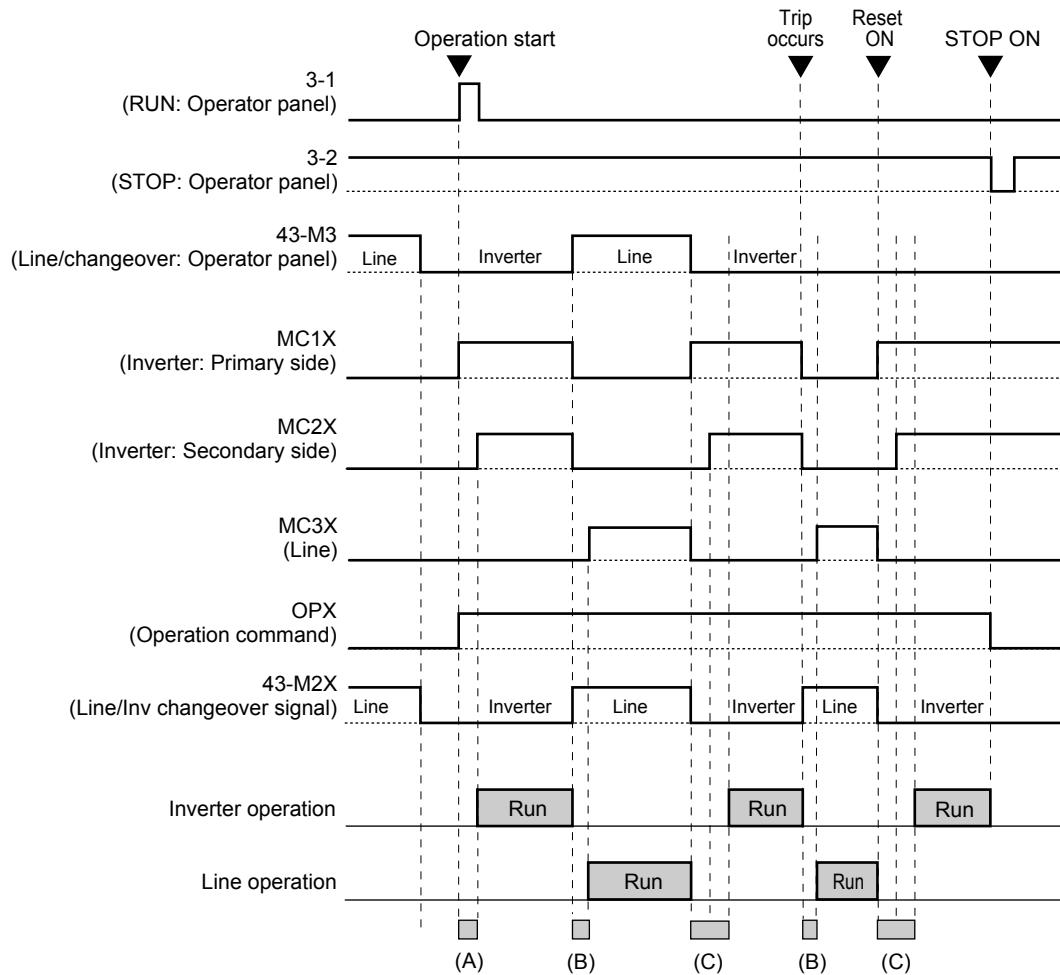 Operation start
Trip
occurs
Reset
ON
STOP ON
3-1
(RUN: Operator panel)
3-2
(STOP: Operator panel)
43-M3
(Line/changeover: Operator panel)
Line
Inverter
Line
Inverter
MC1X
(Inverter: Primary side)
MC2X
(Inverter: Secondary side)
MC3X
(Line)
OPX
(Operation command)
43-M2X
(Line/Inv changeover signal)
Line
Inverter
Line
Inverter
Line
Inverter
Inverter operation
Run
Run
Run
Line operation
Run
Run
(A)
(B)
(C)
(B)
(C)